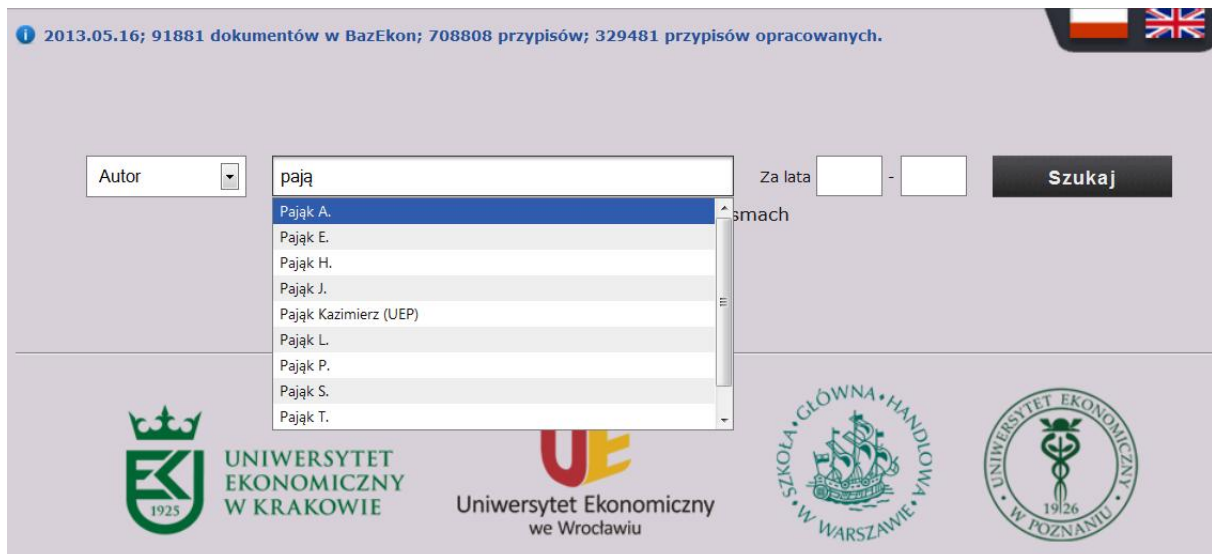 2013.05.16; 91881 dokumentów w BazEkon; 708808 przypisów; 329481 przypisów opracowanych.
Autor
pają
Za lata - 
Szukaj
Pająk A.
smach
Pająk E.
Pająk H.
Pająk J.
Pająk Kazimierz (UEP)
Pająk L.
Pająk P.
Pająk S.
Pająk T.
EK
1925
UNIWERSYTET
EKONOMICZNY
W KRAKOWIE
UE
Uniwersytet Ekonomiczny
we Wrocławiu
SZKOŁA • GŁÓWNA • HANDLOWA • W WARSZAWIE •
UNIWERSYTET EKONOMICZNY • W POZNANIU •
1926